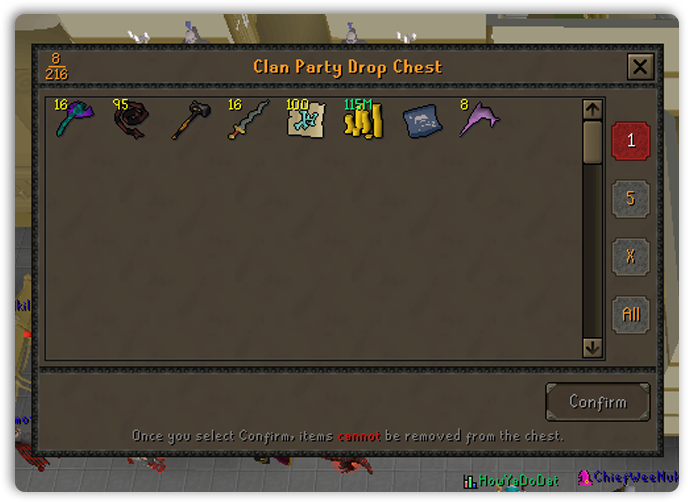 8
216
Clan Party Drop Chest
16
95
16
100
115M
8
1
5
X
All
Confirm
Once you select Confirm, items cannot be removed from the chest.
HowYaDoDat